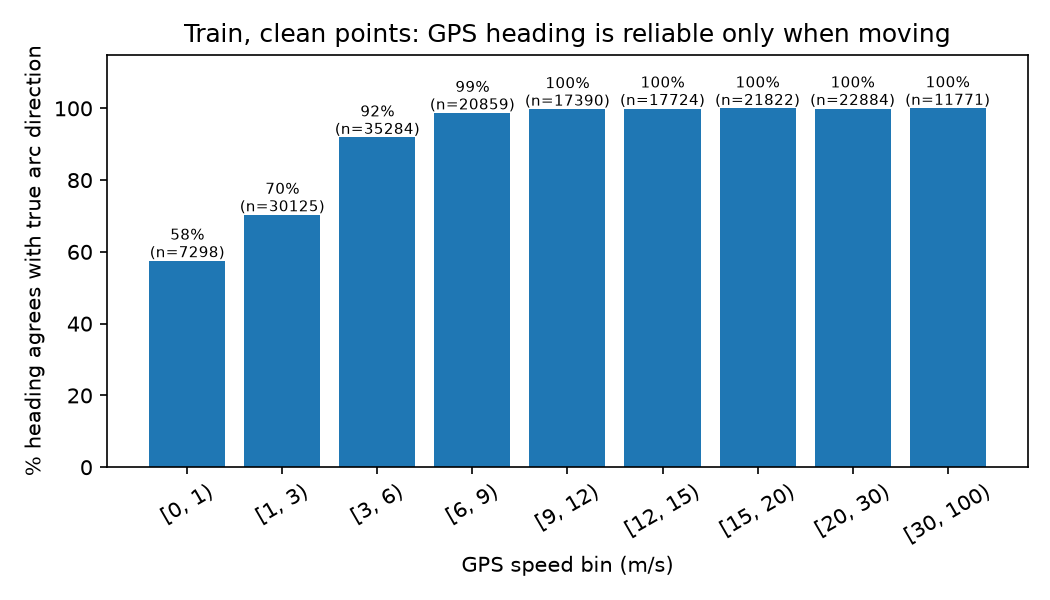 Train, clean points: GPS heading is reliable only when moving
% heading agrees with true arc direction
100
80
60
40
20
0
58%
(n=7298)
70%
(n=30125)
92%
(n=35284)
99%
(n=20859)
100%
(n=17390)
100%
(n=17724)
100%
(n=21822)
100%
(n=22884)
100%
(n=11771)
[0, 1)
[1, 3)
[3, 6)
[6, 9)
[9, 12)
[12, 15)
[15, 20)
[20, 30)
[30, 100)
GPS speed bin (m/s)